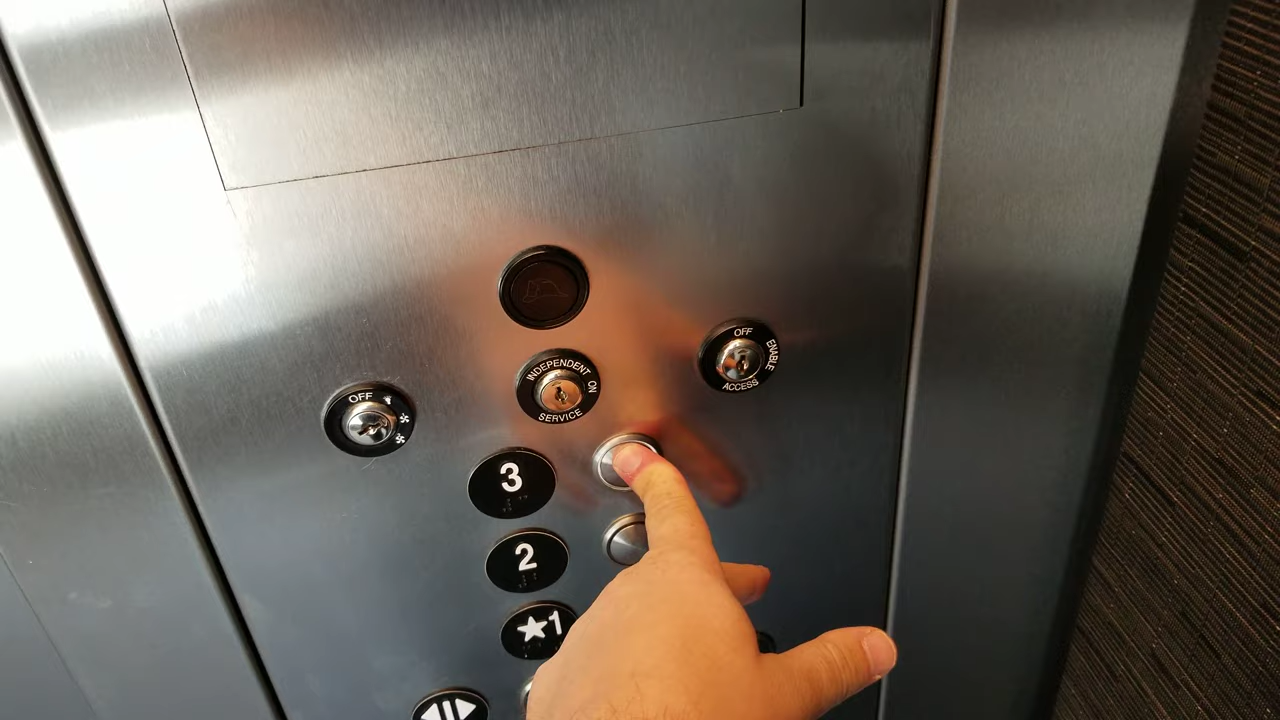 INDEPENDENT ON
SERVICE
OFF
ENABLE
ACCESS
OFF
3
2
★1